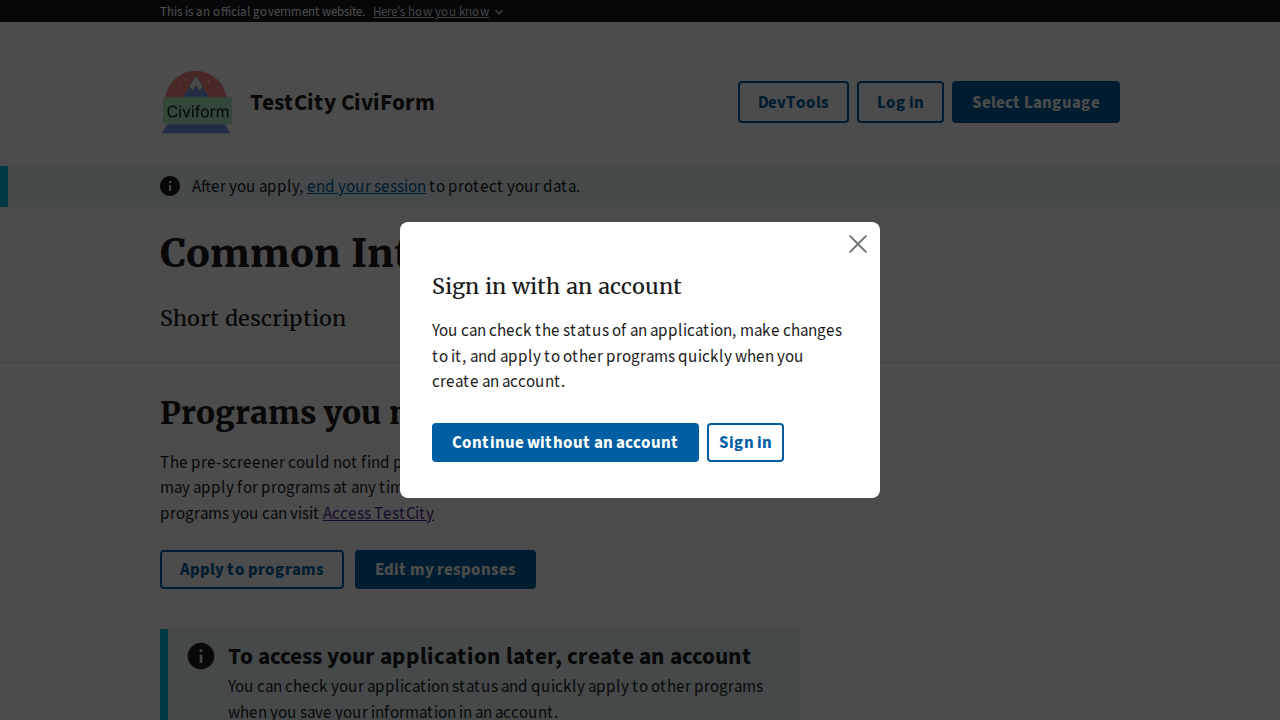 This is an official government website. Here's how you know
Civiform
TestCity CiviForm
DevTools
Log in
Select Language
After you apply, end your session to protect your data.
Common Int
Short description
Sign in with an account
You can check the status of an application, make changes
to it, and apply to other programs quickly when you
create an account.
Continue without an account
Sign in
Programs you
The pre-screener could not find
may apply for programs at any
programs you can visit Access TestCity
Apply to programs
Edit my responses
To access your application later, create an account
You can check your application status and quickly apply to other programs
when you save your information in an account.